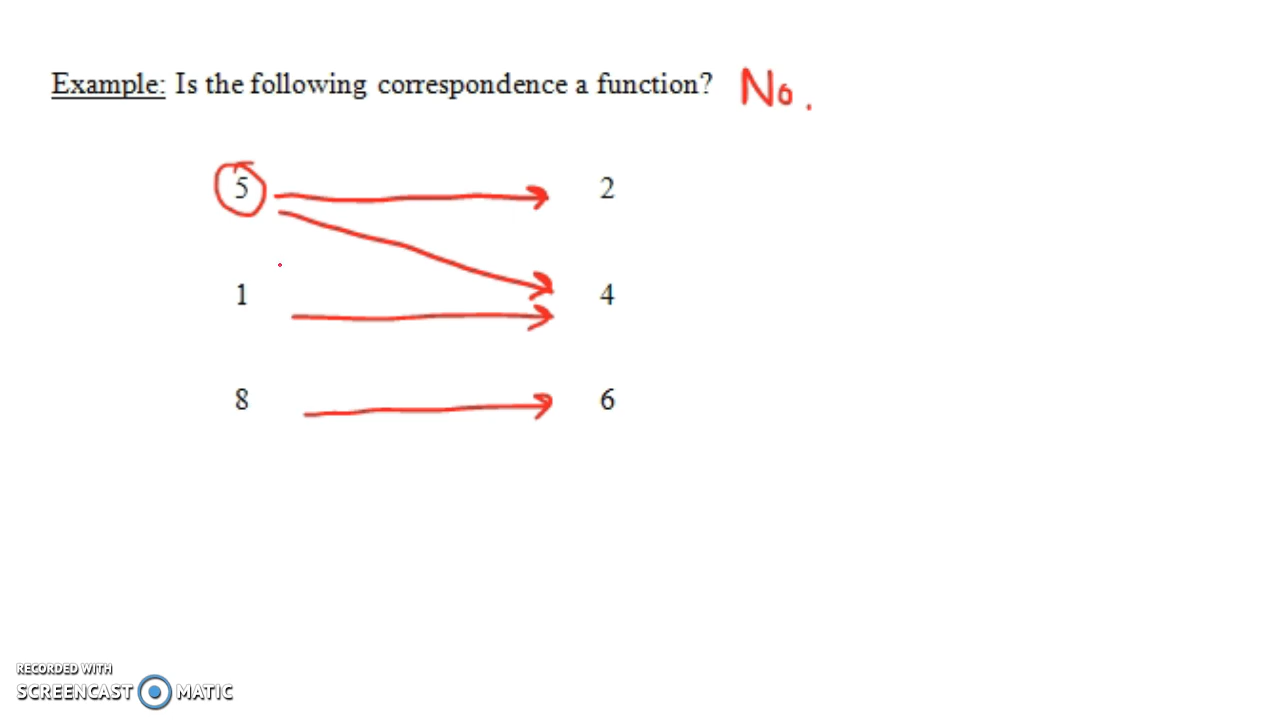 Example: Is the following correspondence a function? No.
5 2
1 4
8 6
RECORDED WITH
SCREENCAST MATIC